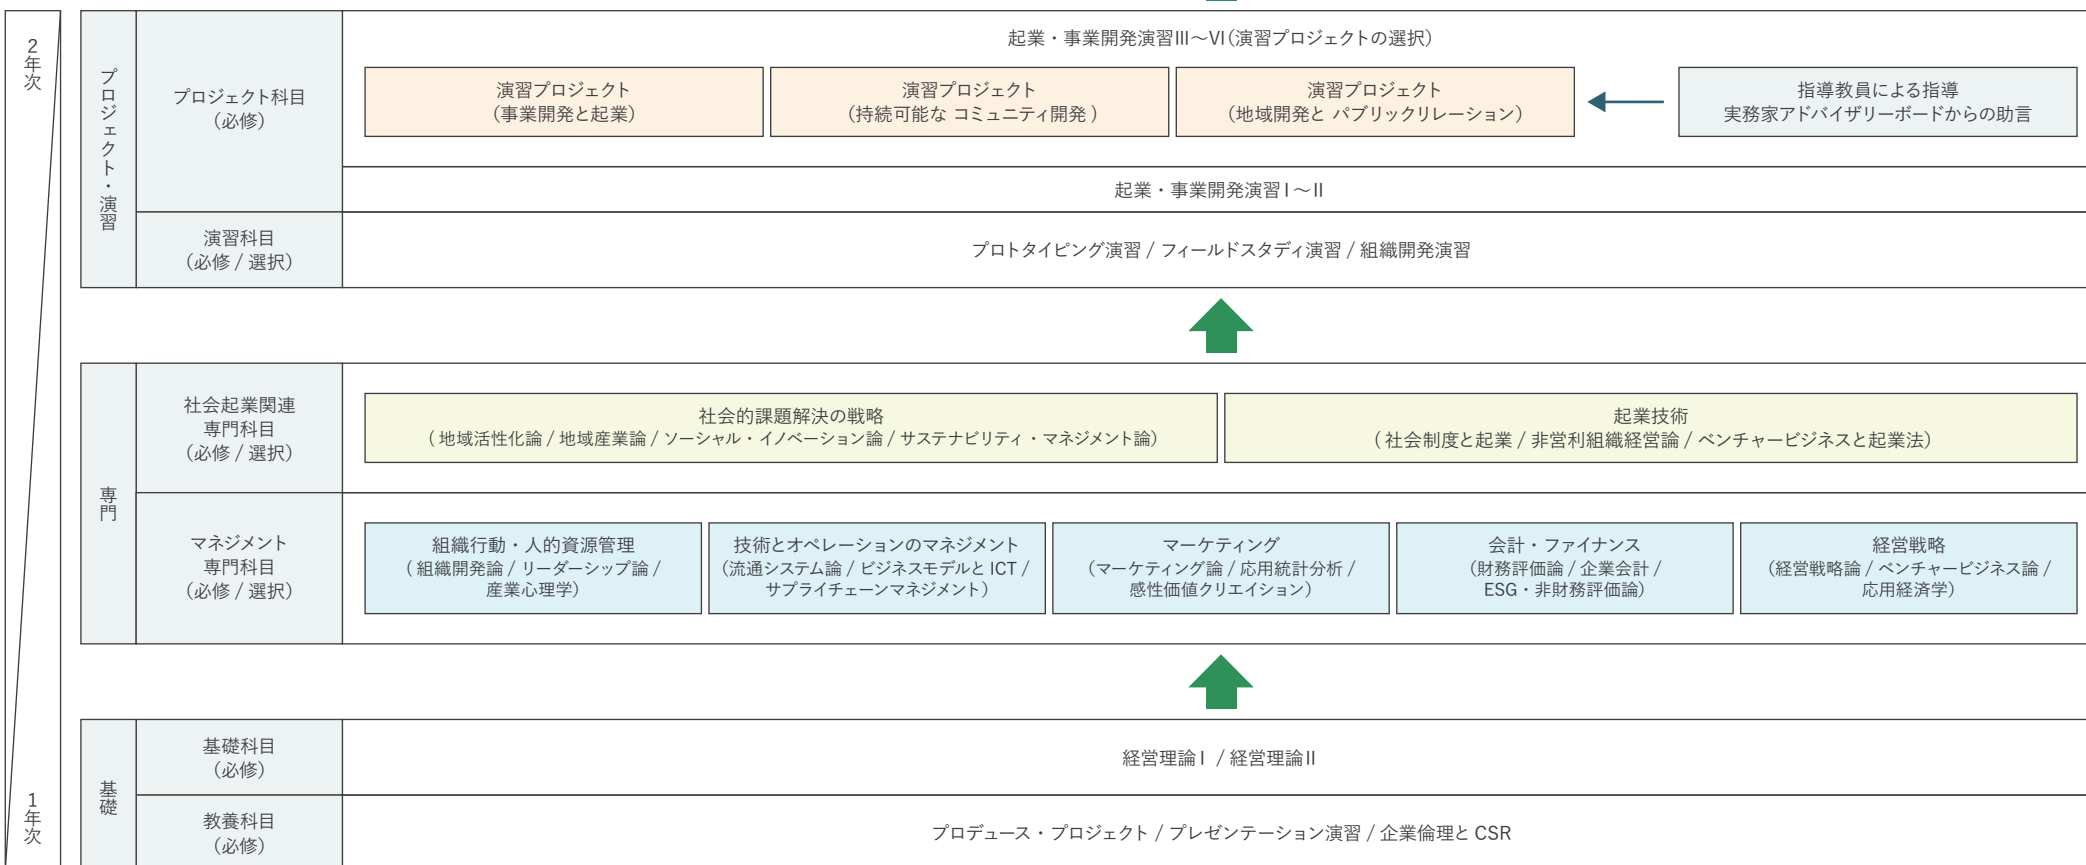 2年次
プロジェクト・演習
プロジェクト科目
（必修）
起業・事業開発演習III～VI（演習プロジェクトの選択）
演習プロジェクト
（事業開発と起業）
演習プロジェクト
（持続可能な コミュニティ開発 ）
演習プロジェクト
（地域開発と パブリックリレーション）
指導教員による指導
実務家アドバイザリーボードからの助言
起業・事業開発演習I～II
演習科目
（必修 / 選択）
プロトタイピング演習 / フィールドスタディ演習 / 組織開発演習
専門
社会起業関連
専門科目
（必修 / 選択）
社会的課題解決の戦略
（ 地域活性化論 / 地域産業論 / ソーシャル・イノベーション論 / サステナビリティ・マネジメント論）
起業技術
（ 社会制度と起業 / 非営利組織経営論 / ベンチャービジネスと起業法）
マネジメント
専門科目
（必修 / 選択）
組織行動・人的資源管理
（ 組織開発論 / リーダーシップ論 /
産業心理学）
技術とオペレーションのマネジメント
（流通システム論 / ビジネスモデルと ICT /
サプライチェーンマネジメント）
マーケティング
（マーケティング論 / 応用統計分析 /
感性価値クリエイション）
会計・ファイナンス
（財務評価論 / 企業会計 /
ESG・非財務評価論）
経営戦略
（経営戦略論 / ベンチャービジネス論 /
応用経済学）
基礎
基礎科目
（必修）
経営理論I / 経営理論II
1年次
教養科目
（必修）
プロデュース・プロジェクト / プレゼンテーション演習 / 企業倫理と CSR